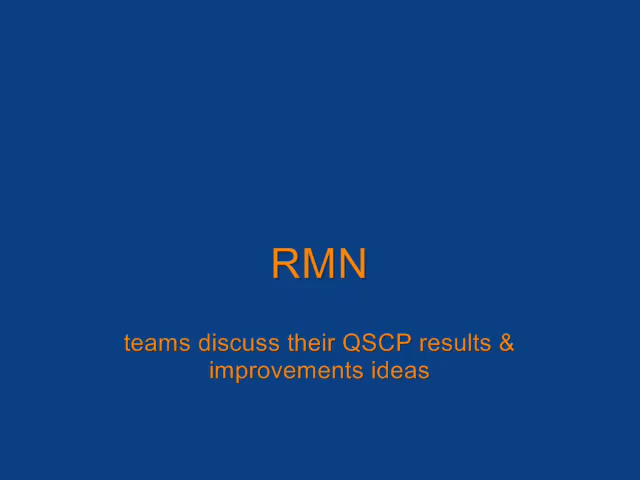 RMN
teams discuss their QSCP results &
improvements ideas